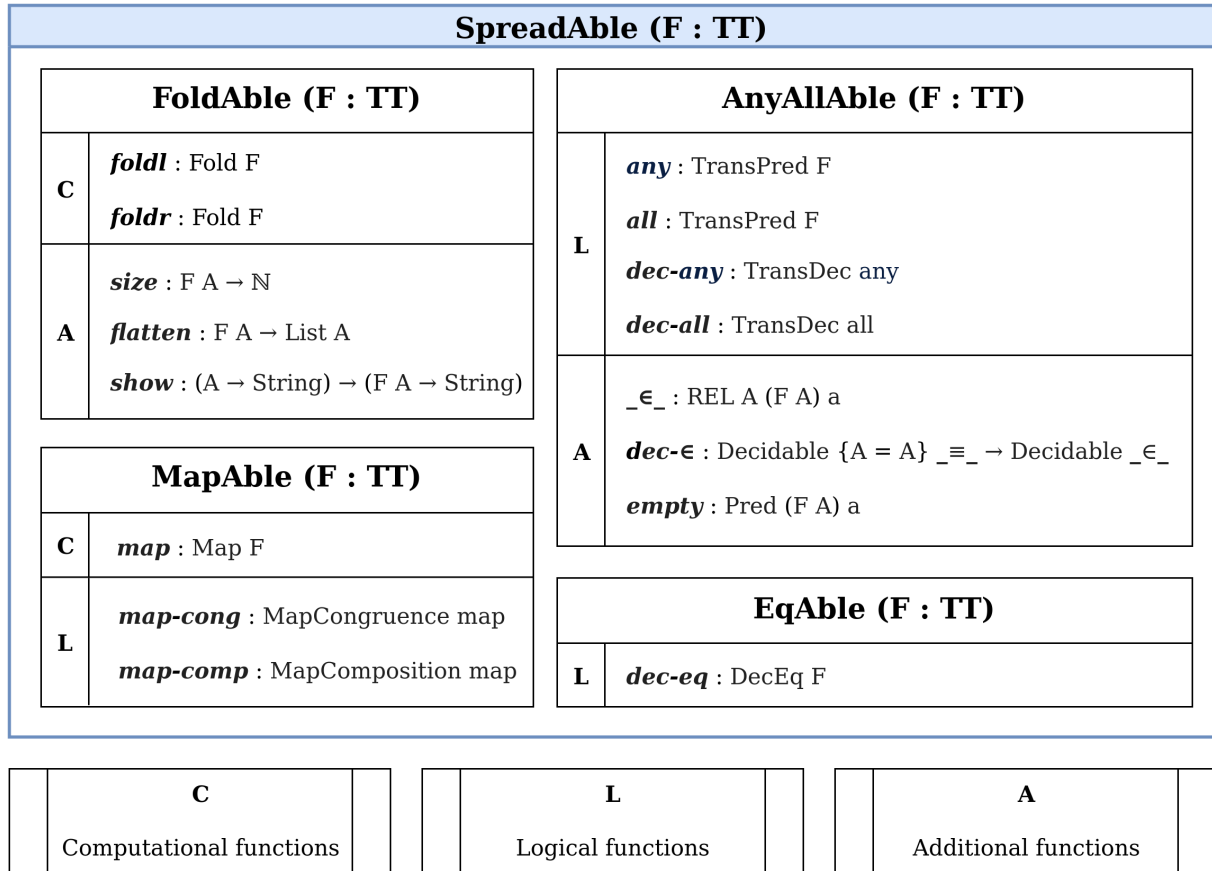 SpreadAble (F : TT)
FoldAble (F : TT)
C
foldl : Fold F
foldr : Fold F
A
size : F A → ℕ
flatten : F A → List A
show : (A → String) → (F A → String)
MapAble (F : TT)
C
map : Map F
L
map-cong : MapCongruence map
map-comp : MapComposition map
AnyAllAble (F : TT)
L
any : TransPred F
all : TransPred F
dec-any : TransDec any
dec-all : TransDec all
A
_∈_ : REL A (F A) a
dec-∈ : Decidable {A = A} _≡_ → Decidable _∈_
empty : Pred (F A) a
EqAble (F : TT)
L
dec-eq : DecEq F
C
Computational functions
L
Logical functions
A
Additional functions